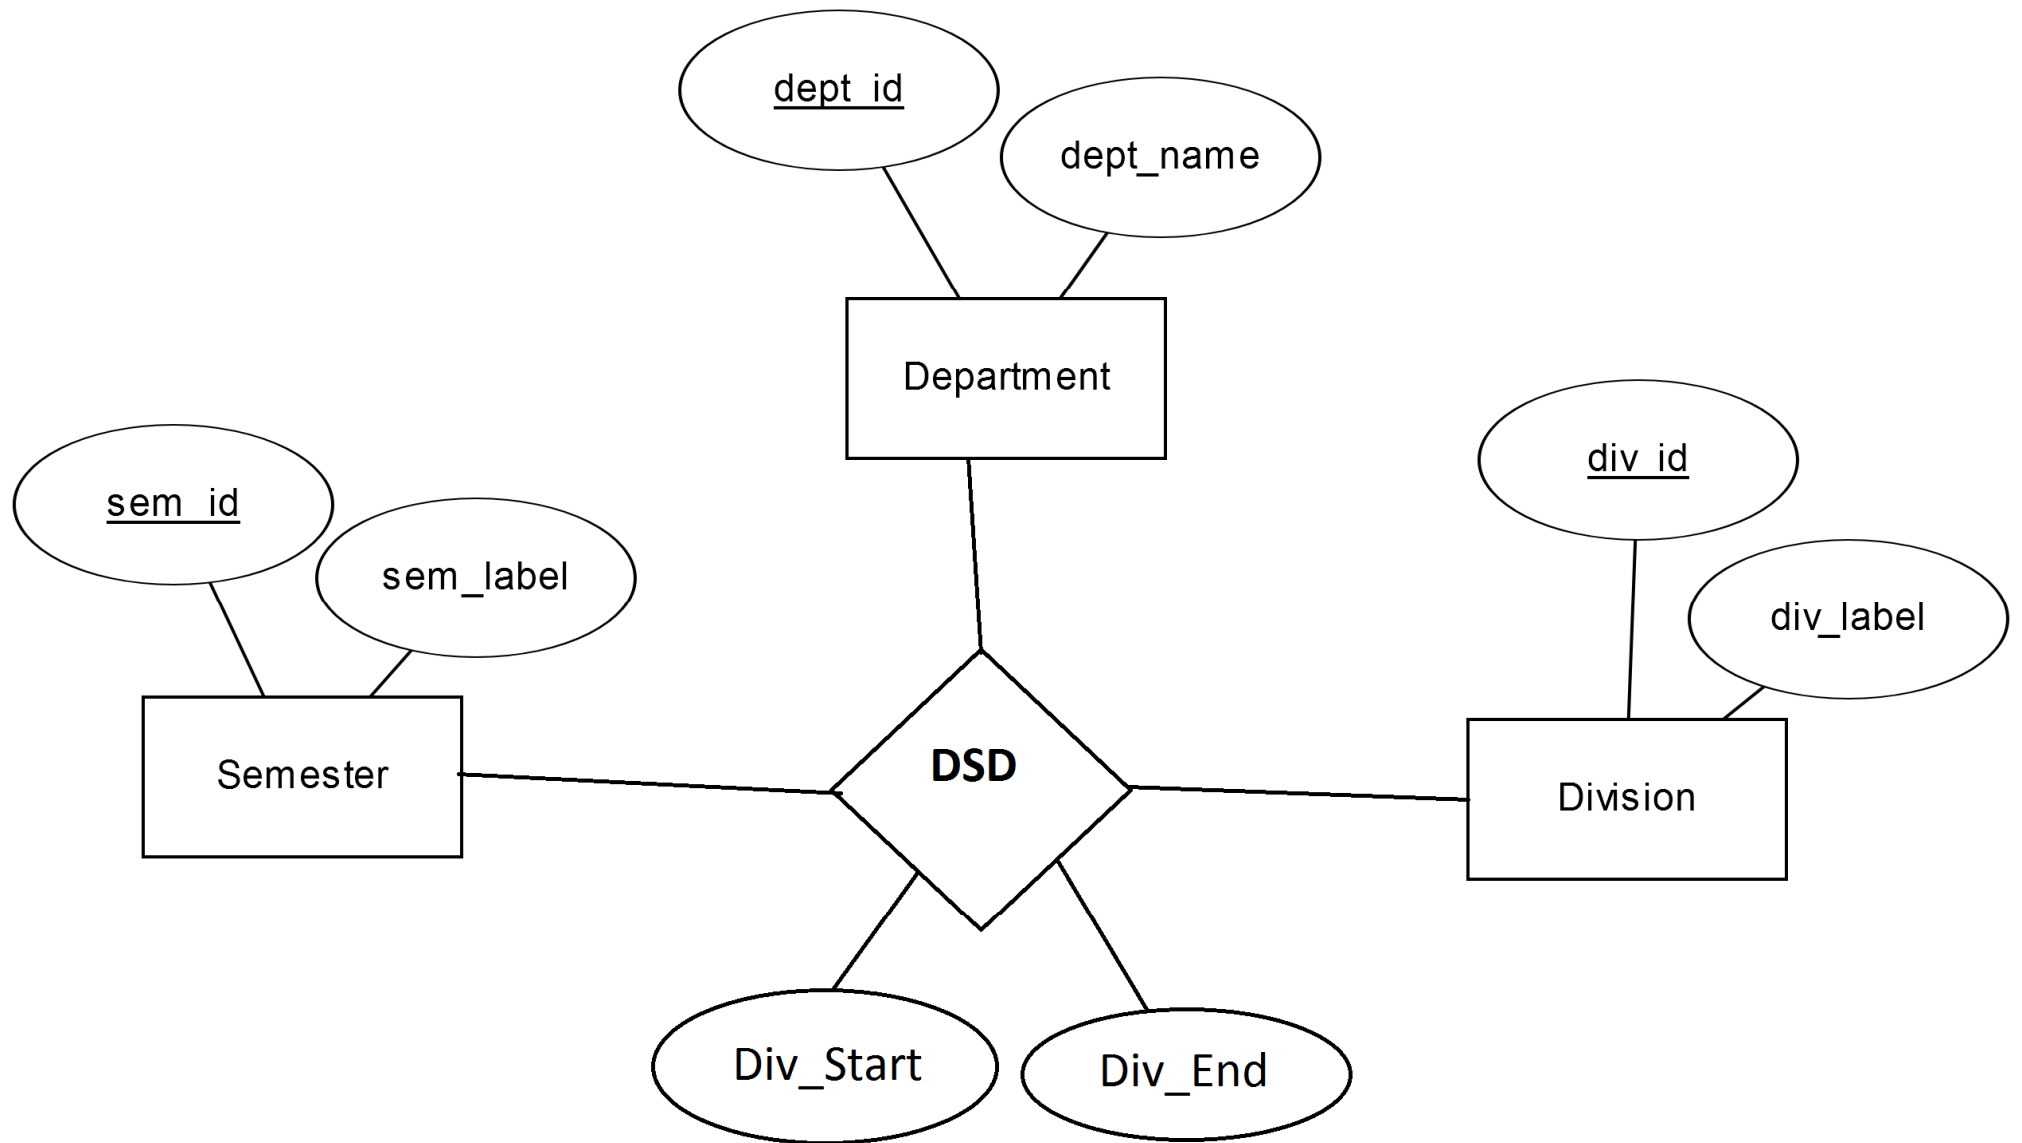 dept_id
dept_name
Department
div_id
sem_id
sem_label
div_label
Semester
DSD
Division
Div_Start
Div_End